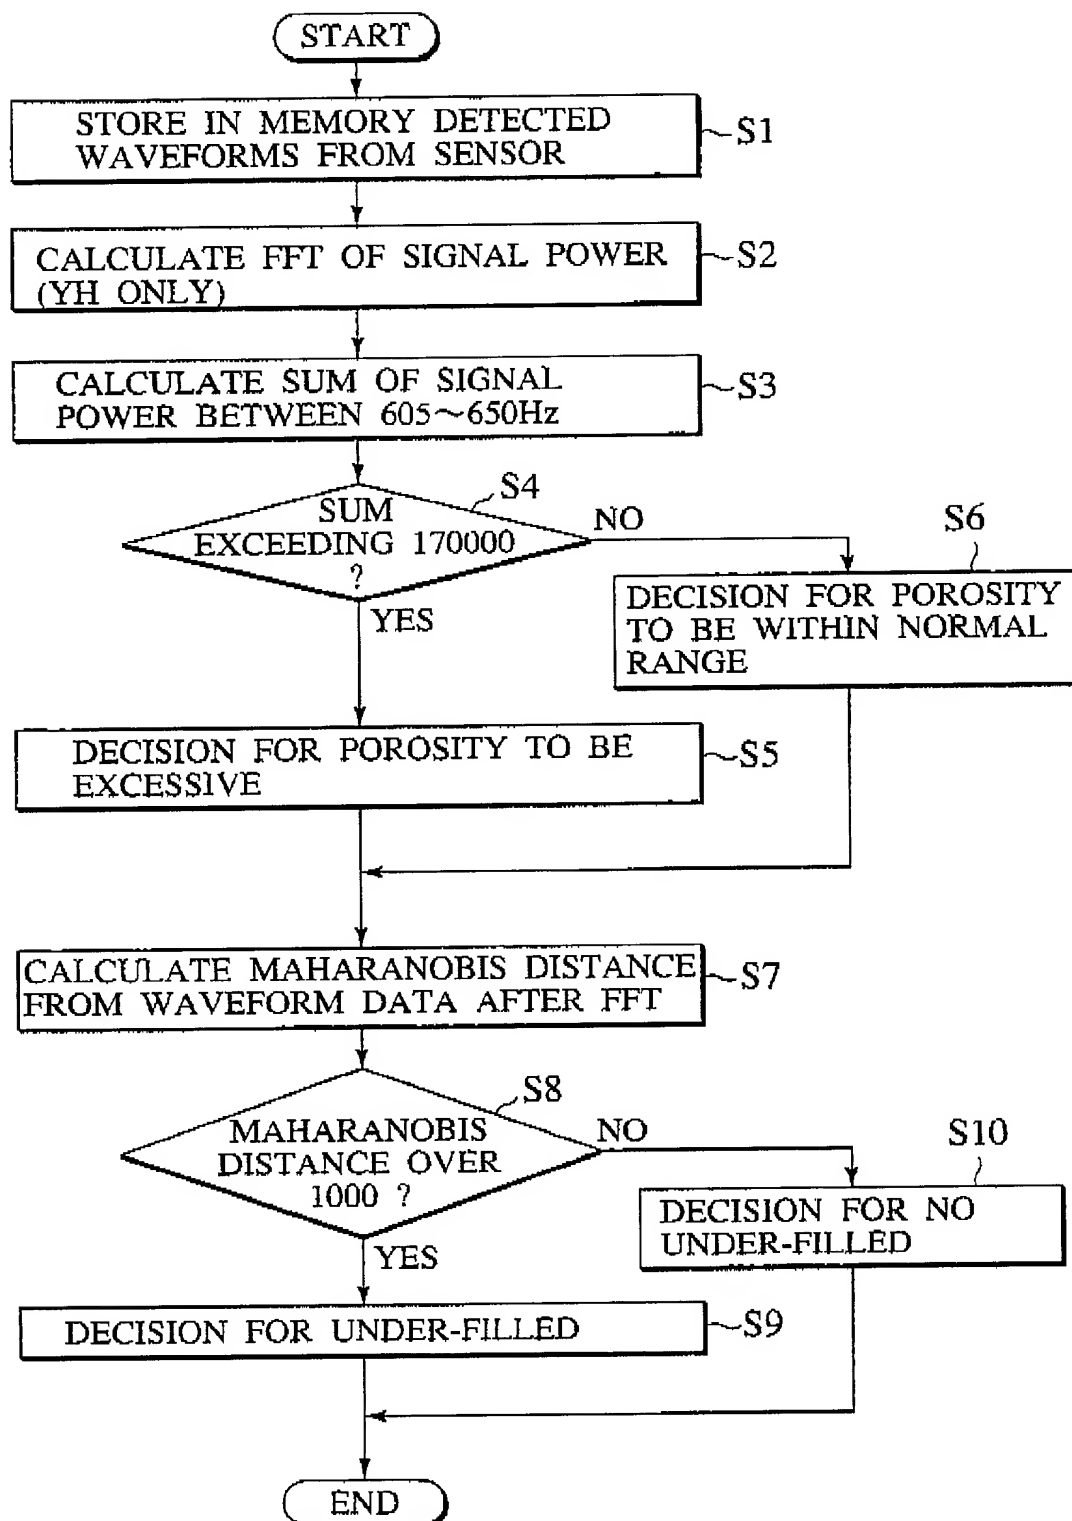 START
STORE IN MEMORY DETECTED
WAVEFORMS FROM SENSOR
S1
CALCULATE FFT OF SIGNAL POWER
(YH ONLY)
S2
CALCULATE SUM OF SIGNAL
POWER BETWEEN 605~650Hz
S3
S4
SUM
EXCEEDING 170000
?
NO
YES
S6
DECISION FOR POROSITY
TO BE WITHIN NORMAL
RANGE
DECISION FOR POROSITY TO BE
EXCESSIVE
S5
CALCULATE MAHARANOBIS DISTANCE
FROM WAVEFORM DATA AFTER FFT
S7
S8
MAHARANOBIS
DISTANCE OVER
1000 ?
NO
YES
S10
DECISION FOR NO
UNDER-FILLED
DECISION FOR UNDER-FILLED
S9
END